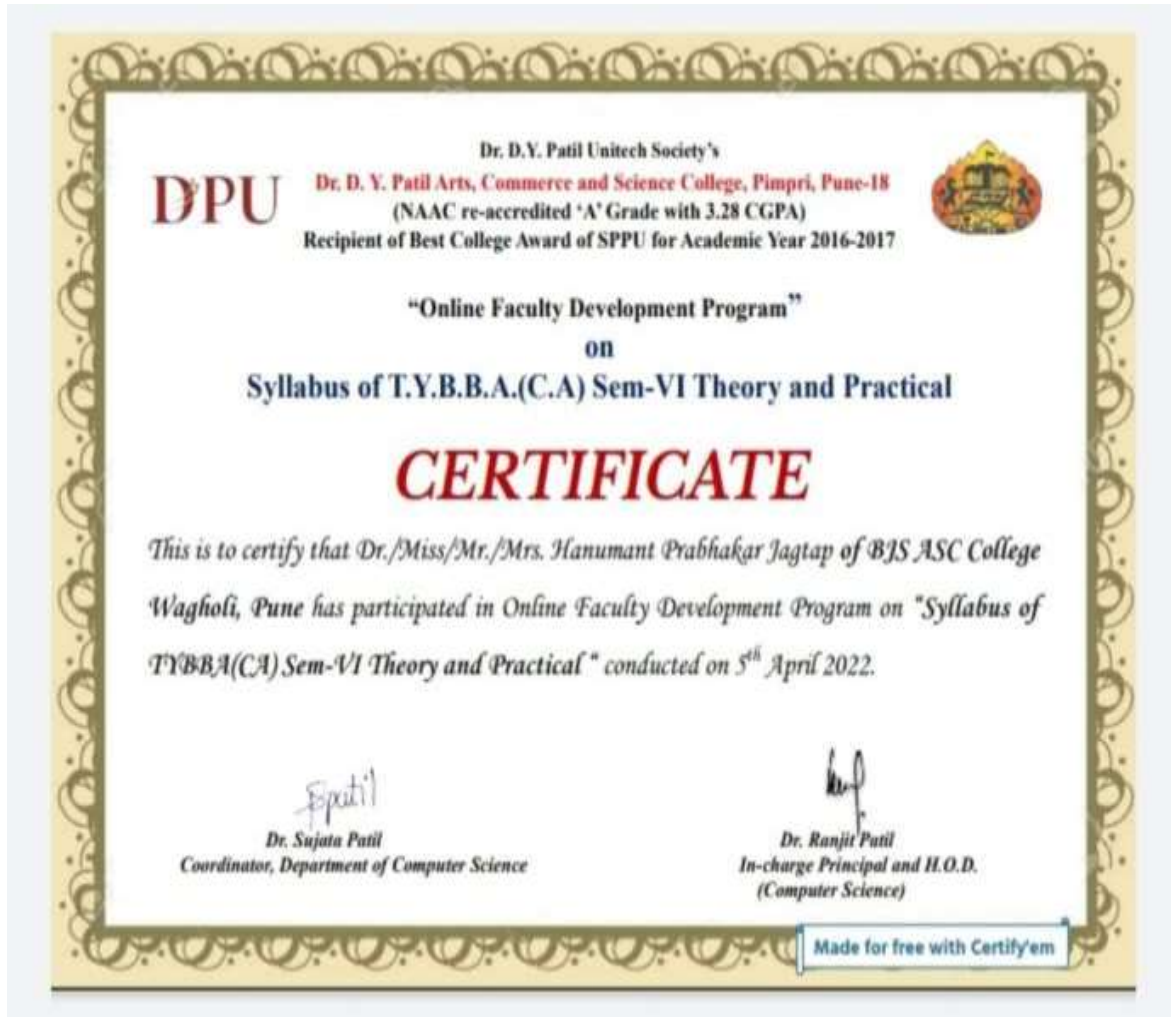 Dr. D.Y. Patil Unitech Society's
DPU
Dr. D. Y. Patil Arts, Commerce and Science College, Pimpri, Pune-18
(NAAC re-accredited 'A' Grade with 3.28 CGPA)
Recipient of Best College Award of SPPU for Academic Year 2016-2017
“Online Faculty Development Program”
on
Syllabus of T.Y.B.B.A.(C.A) Sem-VI Theory and Practical
CERTIFICATE
This is to certify that Dr./Miss/Mr./Mrs. Hanumant Prabhakar Jagtap of BJS ASC College
Wagholi, Pune has participated in Online Faculty Development Program on "Syllabus of
TYBBA(CA) Sem-VI Theory and Practical " conducted on 5th April 2022.
Spatil
Dr. Sujata Patil
Coordinator, Department of Computer Science
Dr. Ranjit Patil
In-charge Principal and H.O.D.
(Computer Science)
Made for free with Certify'em